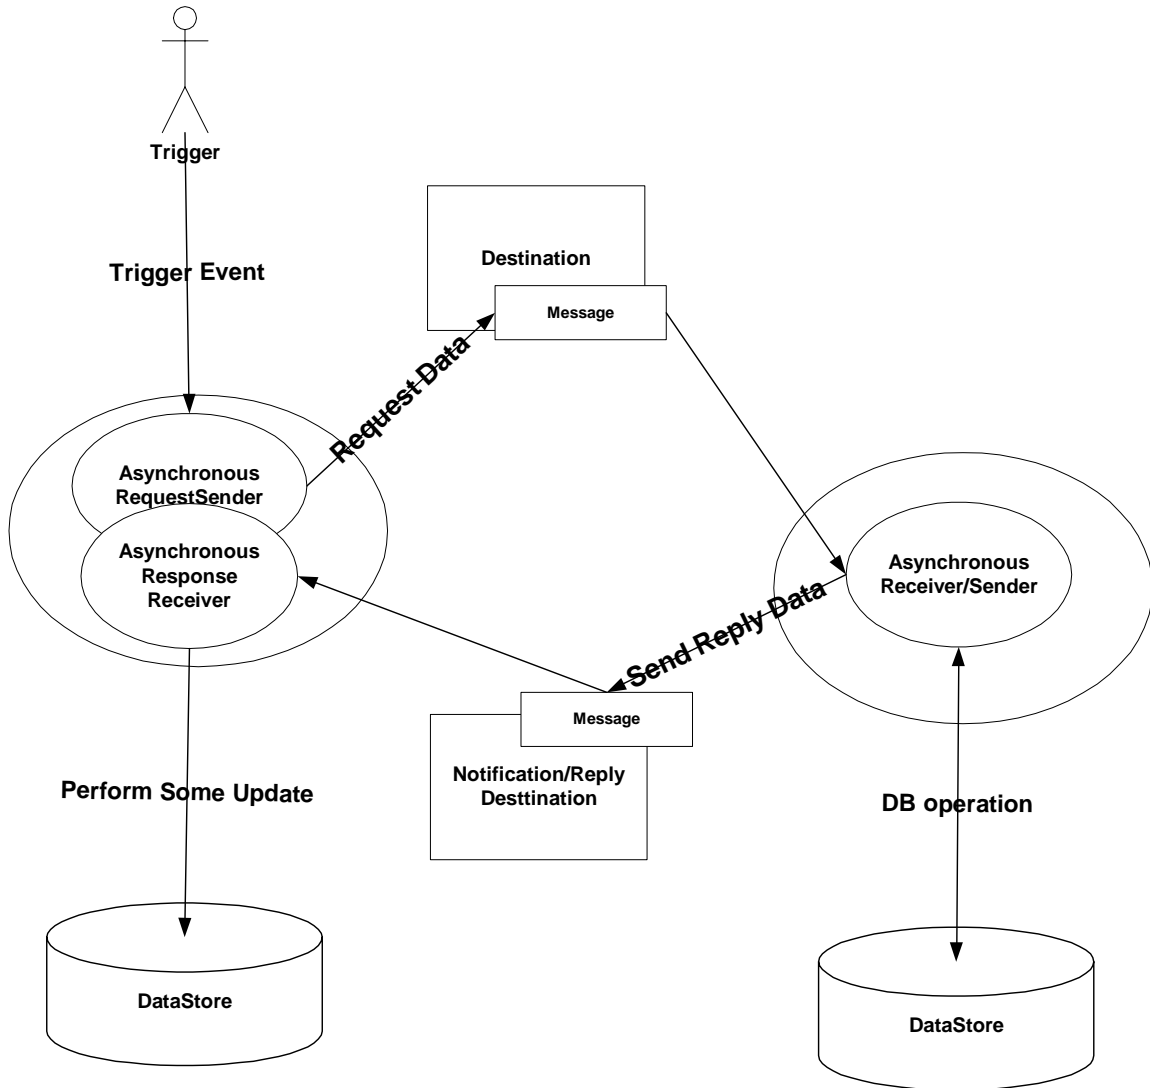 Trigger
Trigger Event
Destination
Message
Request Data
Asynchronous
RequestSender
Asynchronous
Response
Receiver
Asynchronous
Receiver/Sender
Send Reply Data
Message
Notification/Reply
Desttination
Perform Some Update
DB operation
DataStore
DataStore